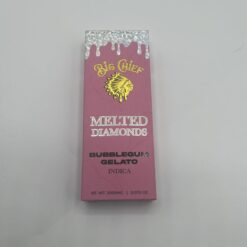 BIG CHIEF
MELTED
DIAMONDS
BUBBLEGUM
GELATO
INDICA